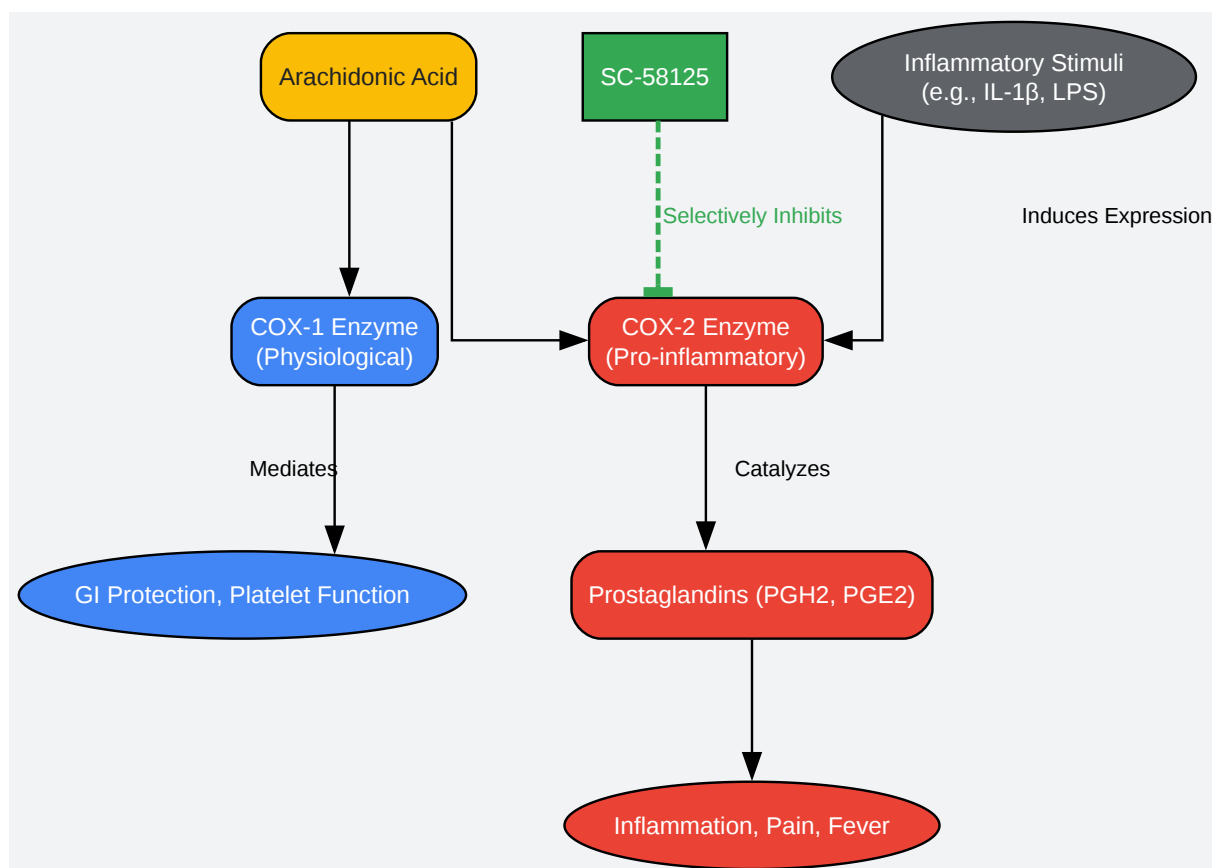 Arachidonic Acid
SC-58125
Inflammatory Stimuli
(e.g., IL-1β, LPS)
Selectively Inhibits
Induces Expression
COX-1 Enzyme
(Physiological)
COX-2 Enzyme
(Pro-inflammatory)
Mediates
Catalyzes
GI Protection, Platelet Function
Prostaglandins (PGH2, PGE2)
Inflammation, Pain, Fever